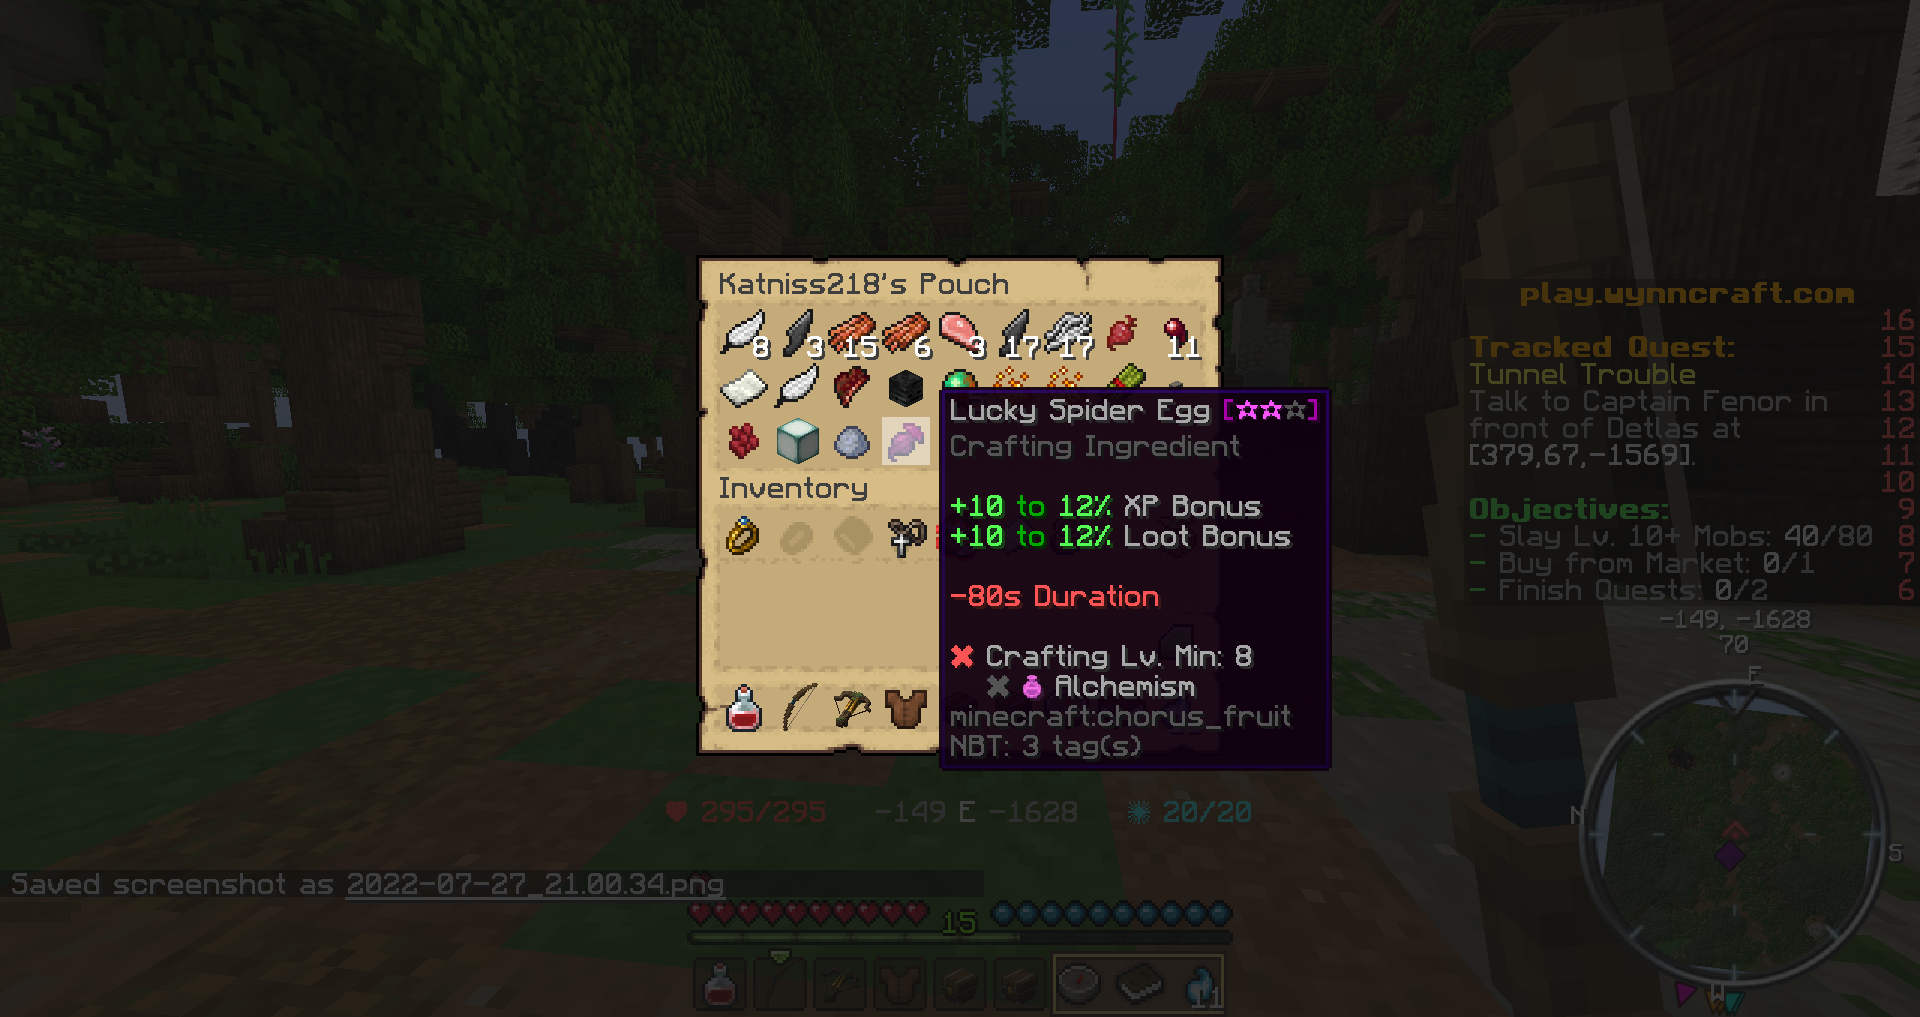 Katniss218's Pouch
8 3 15 6 3 17 17 11
Inventory
Lucky Spider Egg [☆☆☆]
Crafting Ingredient
+10 to 12% XP Bonus
+10 to 12% Loot Bonus
-80s Duration
✖ Crafting Lv. Min: 8
✖ Alchemism
minecraft:chorus_fruit
NBT: 3 tag(s)
play.wynncraft.com
16
Tracked Quest: 15
Tunnel Trouble 14
Talk to Captain Fenor in 13
front of Detlas at 12
[379,67,-1569]. 11
10
Objectives: 9
- Slay Lv. 10+ Mobs: 40/80 8
- Buy from Market: 0/1 7
- Finish Quests: 0/2 6
-149, -1628
70
E
N
S
W
295/295 -149 E -1628 20/20
Saved screenshot as 2022-07-27_21.00.34.png
15
11